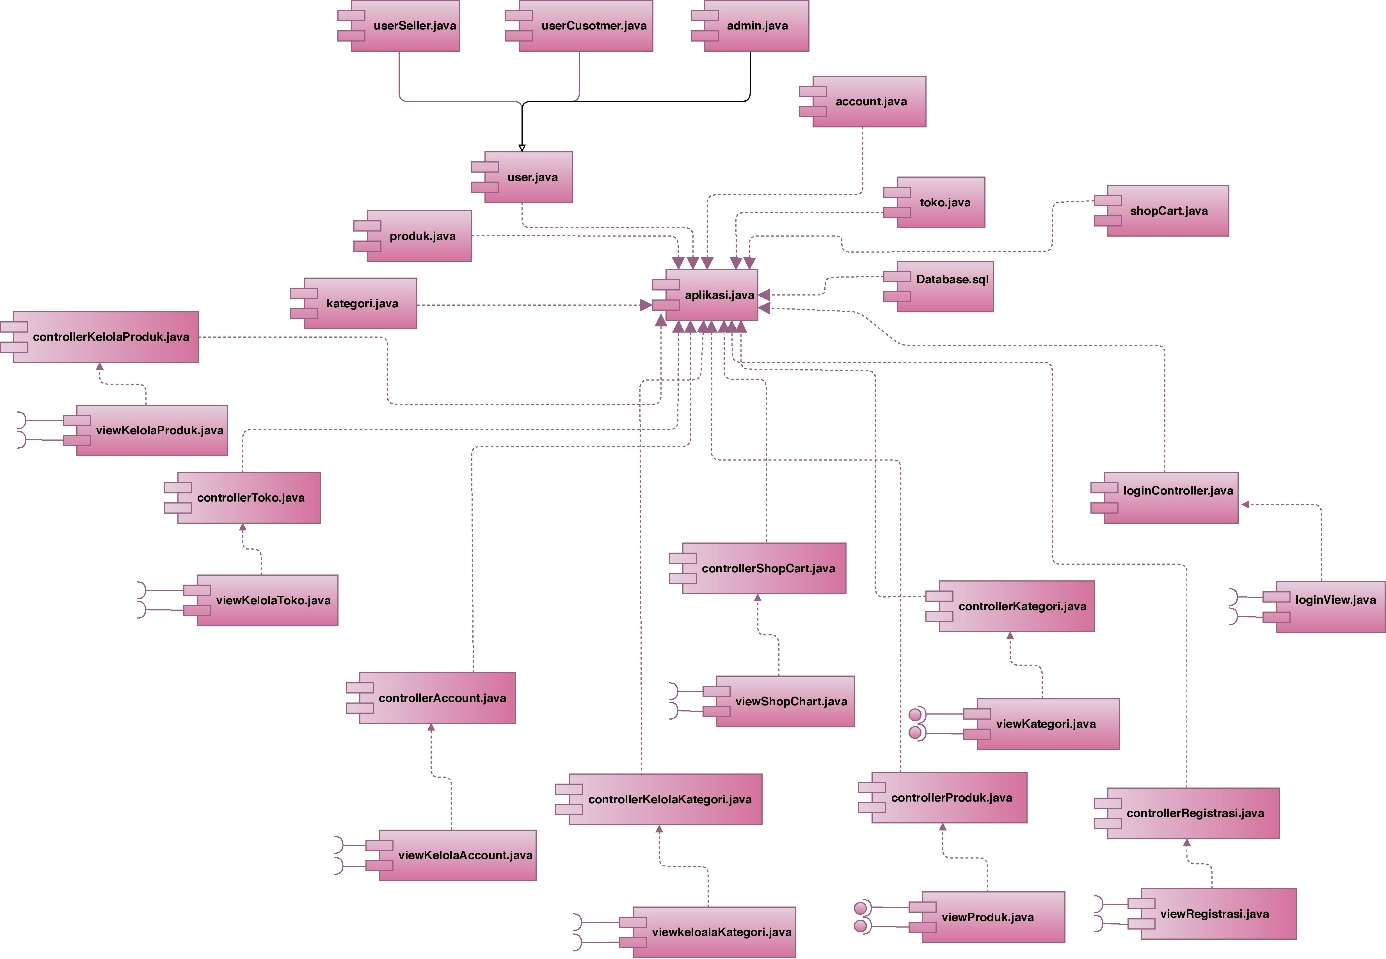 userSeller.java
userCusotmer.java
admin.java
account.java
user.java
toko.java
shopCart.java
produk.java
Database.sql
aplikasi.java
kategori.java
controllerKelolaProduk.java
viewKelolaProduk.java
controllerToko.java
loginController.java
controllerShopCart.java
viewKelolaToko.java
controllerKategori.java
loginView.java
controllerAccount.java
viewShopChart.java
viewKategori.java
controllerKelolaKategori.java
controllerProduk.java
controllerRegistrasi.java
viewKelolaAccount.java
viewkeloalaKategori.java
viewProduk.java
viewRegistrasi.java